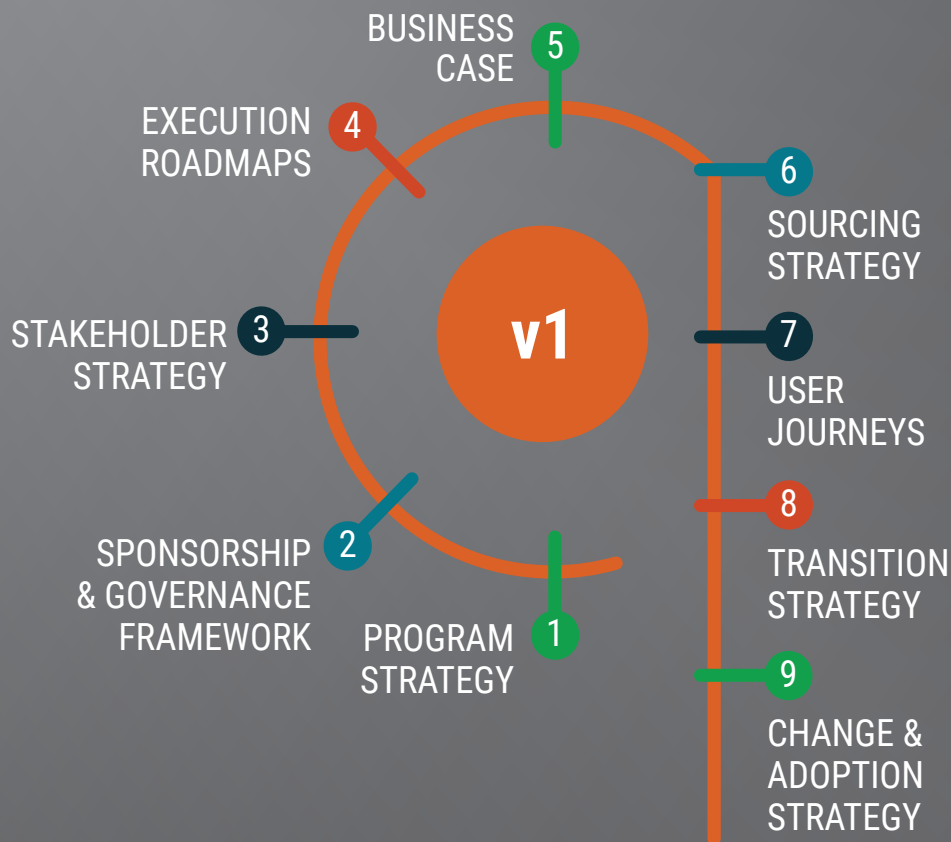 BUSINESS
CASE
5
EXECUTION
ROADMAPS
4
6
SOURCING
STRATEGY
STAKEHOLDER
STRATEGY
3
v1
7
USER
JOURNEYS
SPONSORSHIP
& GOVERNANCE
FRAMEWORK
2
8
TRANSITION
STRATEGY
PROGRAM
STRATEGY
1
9
CHANGE &
ADOPTION
STRATEGY